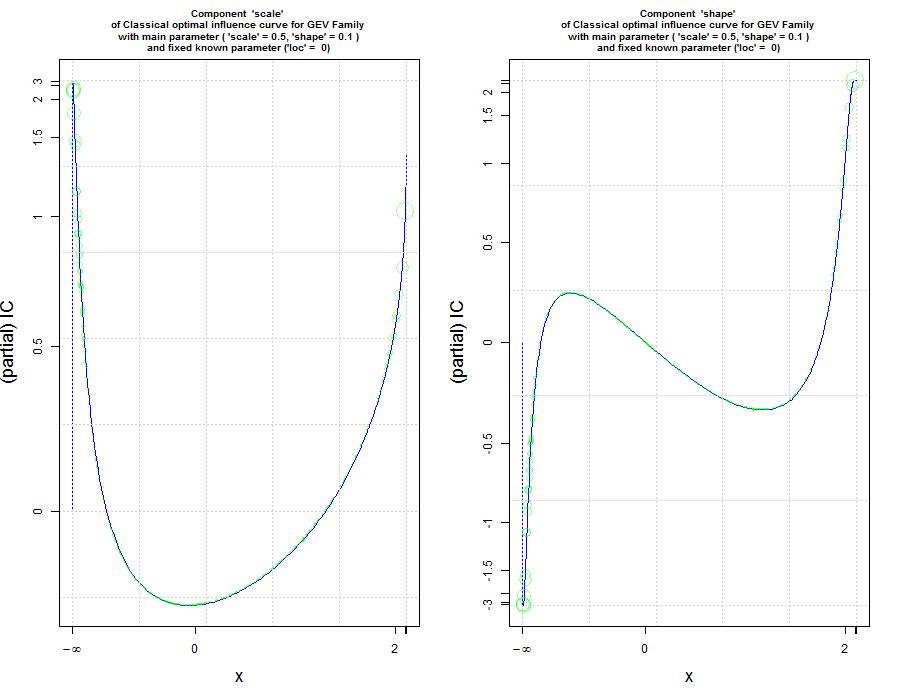 Component 'scale'
of Classical optimal influence curve for GEV Family
with main parameter ( 'scale' = 0.5, 'shape' = 0.1 )
and fixed known parameter ('loc' = 0)
3
2
1.5
1
0.5
0
(partial) IC
−∞
0
2
x
Component 'shape'
of Classical optimal influence curve for GEV Family
with main parameter ( 'scale' = 0.5, 'shape' = 0.1 )
and fixed known parameter ('loc' = 0)
2
1.5
1
0.5
0
-0.5
-1
-1.5
-3
(partial) IC
−∞
0
2
x